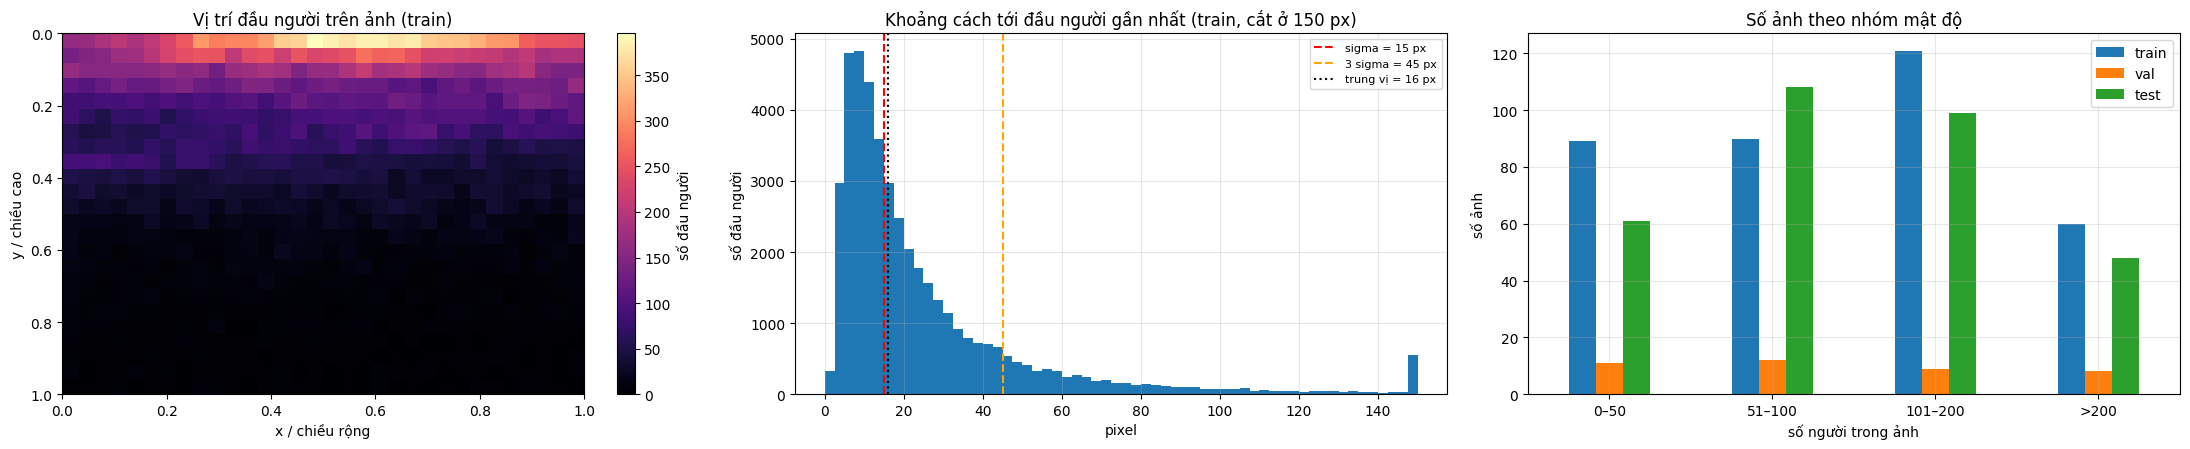 Vị trí đầu người trên ảnh (train)
0.0
0.2
0.4
0.6
0.8
1.0
y / chiều cao
0.0 0.2 0.4 0.6 0.8 1.0
x / chiều rộng
350
300
250
200
150
100
50
0
số đầu người
Khoảng cách tới đầu người gần nhất (train, cắt ở 150 px)
5000
4000
3000
2000
1000
0
số đầu người
sigma = 15 px
3 sigma = 45 px
trung vị = 16 px
0 20 40 60 80 100 120 140
pixel
Số ảnh theo nhóm mật độ
120
100
80
60
40
20
0
số ảnh
train
val
test
0–50 51–100 101–200 >200
số người trong ảnh